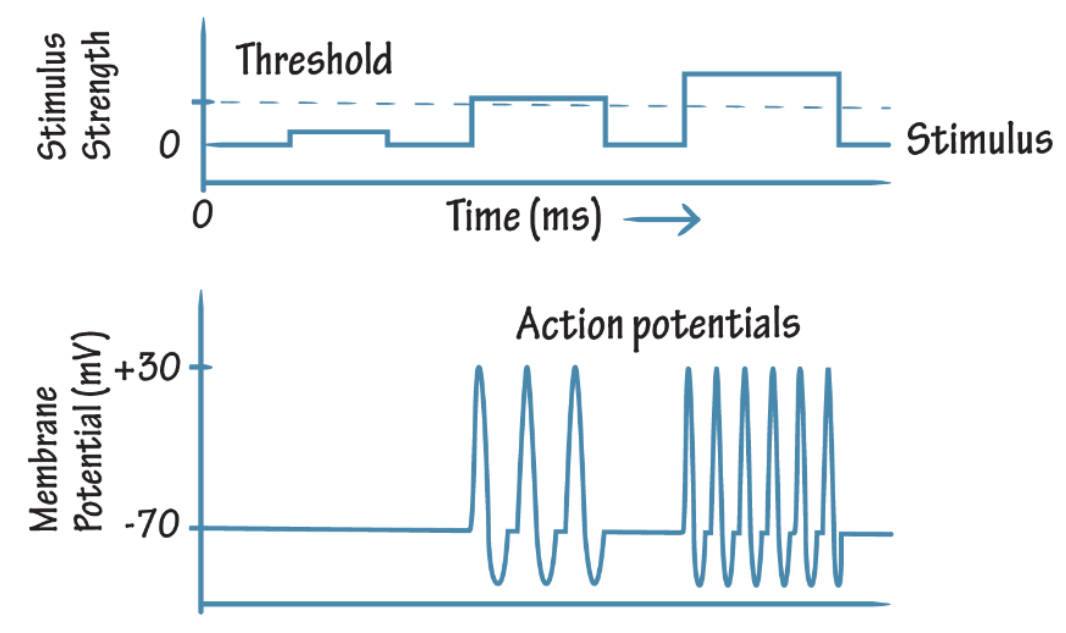 Stimulus
Strength
Threshold
0
Stimulus
0
Time (ms)
Action potentials
Membrane
Potential (mV)
+30
-70